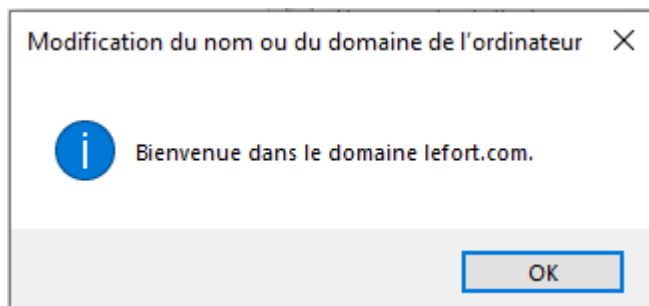 Modification du nom ou du domaine de l’ordinateur
Bienvenue dans le domaine lefort.com.
OK